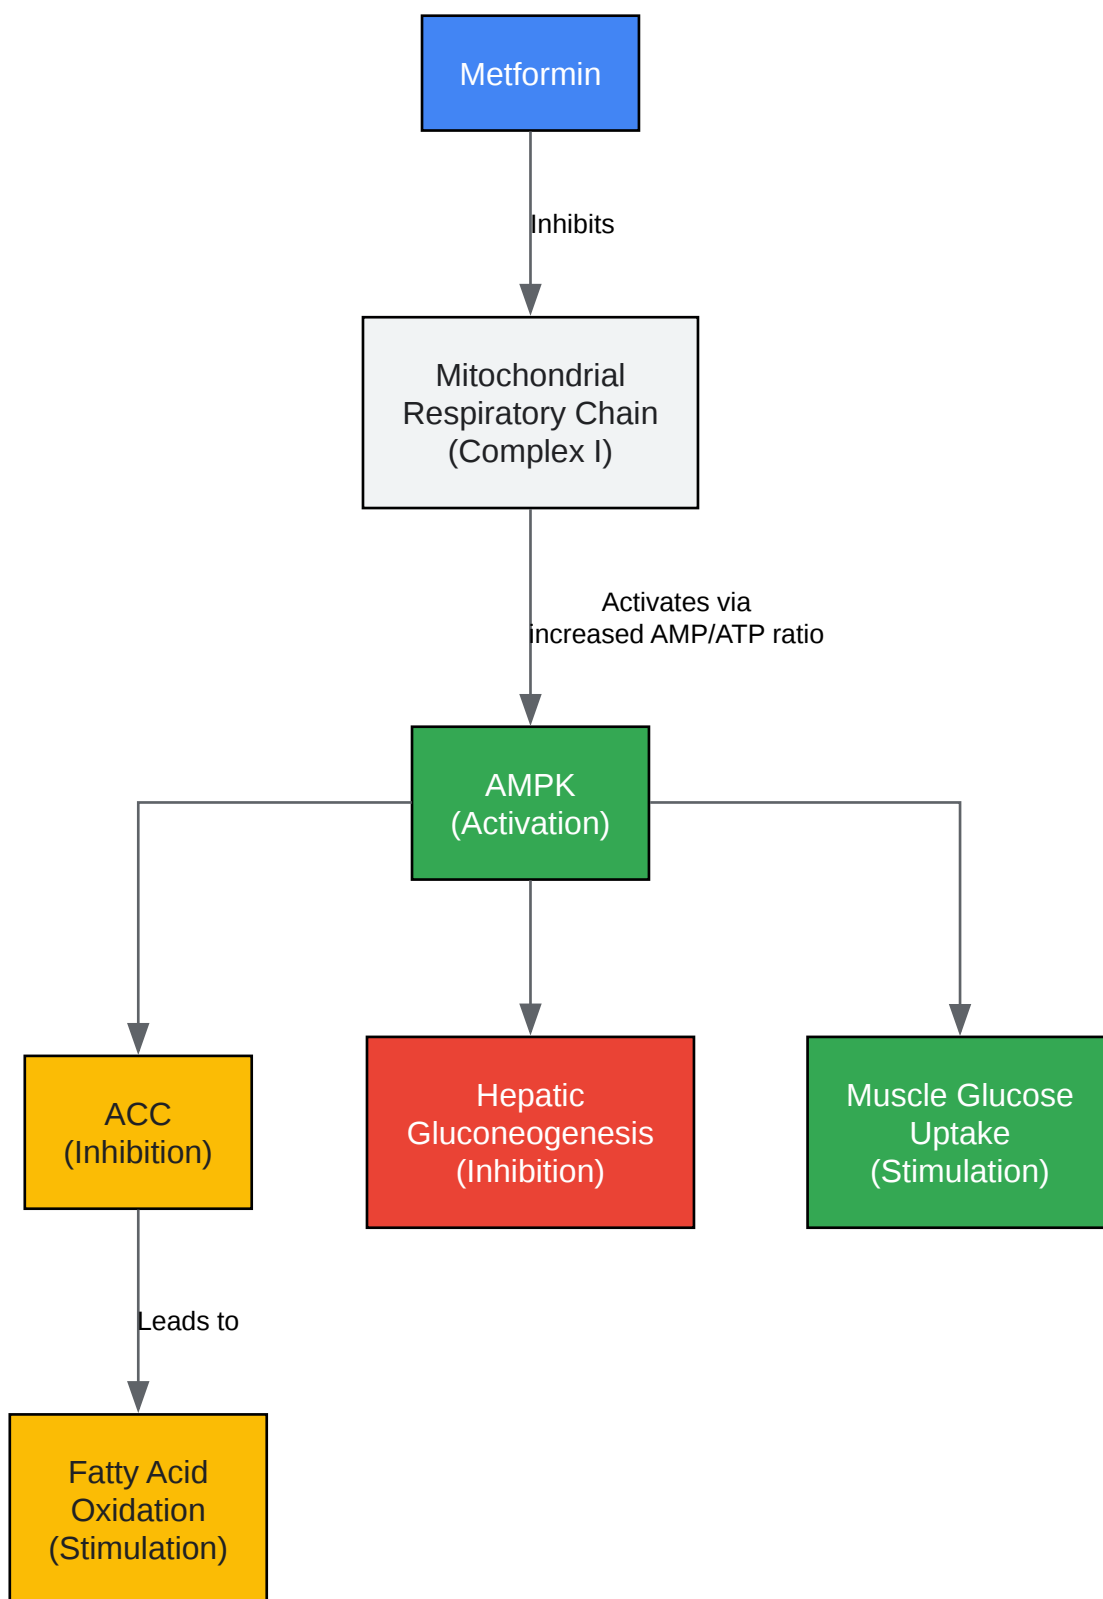 Metformin
Inhibits
Mitochondrial
Respiratory Chain
(Complex I)
Activates via
increased AMP/ATP ratio
AMPK
(Activation)
ACC
(Inhibition)
Hepatic
Gluconeogenesis
(Inhibition)
Muscle Glucose
Uptake
(Stimulation)
Leads to
Fatty Acid
Oxidation
(Stimulation)